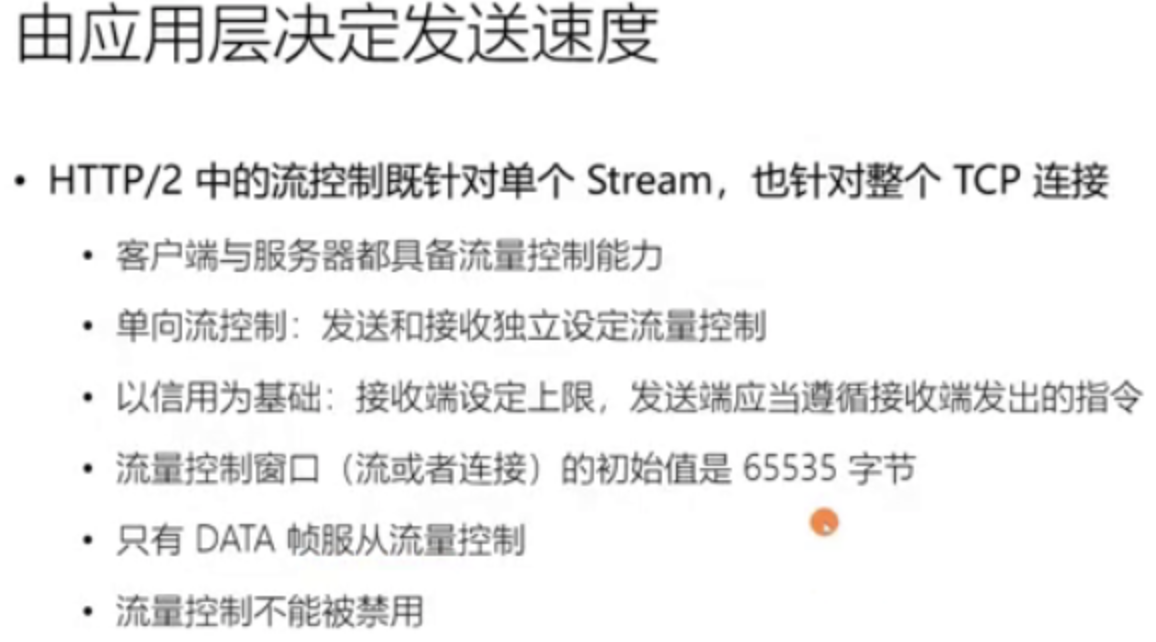 由应用层决定发送速度
• HTTP/2 中的流控制既针对单个 Stream，也针对整个 TCP 连接
• 客户端与服务器都具备流量控制能力
• 单向流控制：发送和接收独立设定流量控制
• 以信用为基础：接收端设定上限，发送端应当遵循接收端发出的指令
• 流量控制窗口（流或者连接）的初始值是 65535 字节
• 只有 DATA 帧服从流量控制
• 流量控制不能被禁用